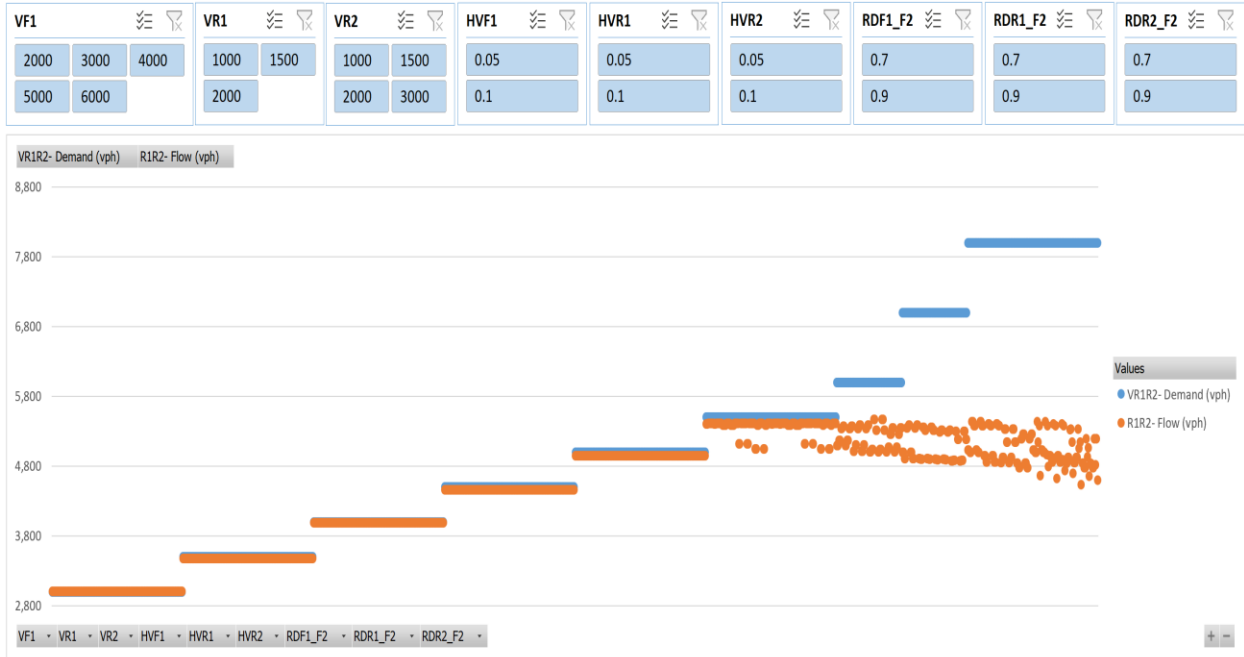 VF1 VR1 VR2 HVF1 HVR1 HVR2 RDF1_F2 RDR1_F2 RDR2_F2
2000 3000 4000 1000 1500 1000 1500 0.05 0.05 0.05 0.7 0.7 0.7
5000 6000 2000 2000 3000 0.1 0.1 0.1 0.9 0.9 0.9
VR1R2- Demand (vph) R1R2- Flow (vph)
8,800
7,800
6,800
Values
5,800
VR1R2- Demand (vph)
R1R2- Flow (vph)
4,800
3,800
2,800
VF1 VR1 VR2 HVF1 HVR1 HVR2 RDF1_F2 RDR1_F2 RDR2_F2 + −